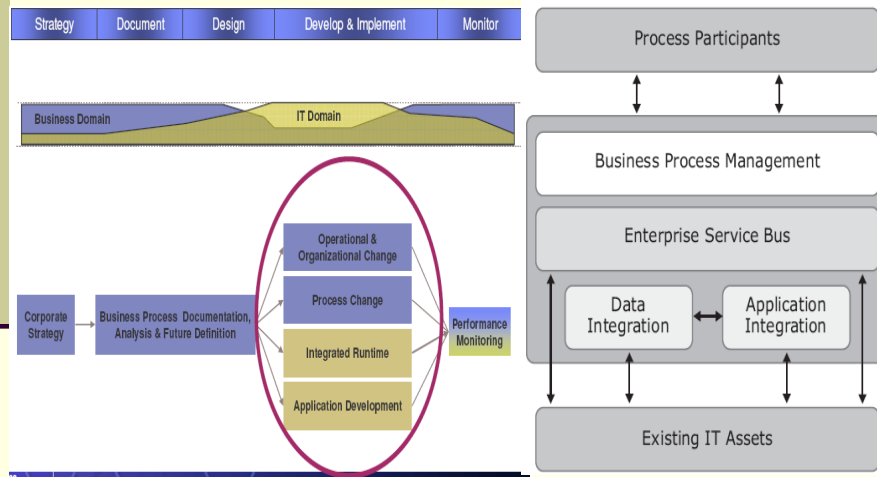 Strategy
Document
Design
Develop & Implement
Monitor
Business Domain
IT Domain
Operational &
Organizational Change
Process Change
Corporate
Strategy
Business Process Documentation,
Analysis & Future Definition
Integrated Runtime
Application Development
Performance
Monitoring
Process Participants
Business Process Management
Enterprise Service Bus
Data
Integration
Application
Integration
Existing IT Assets